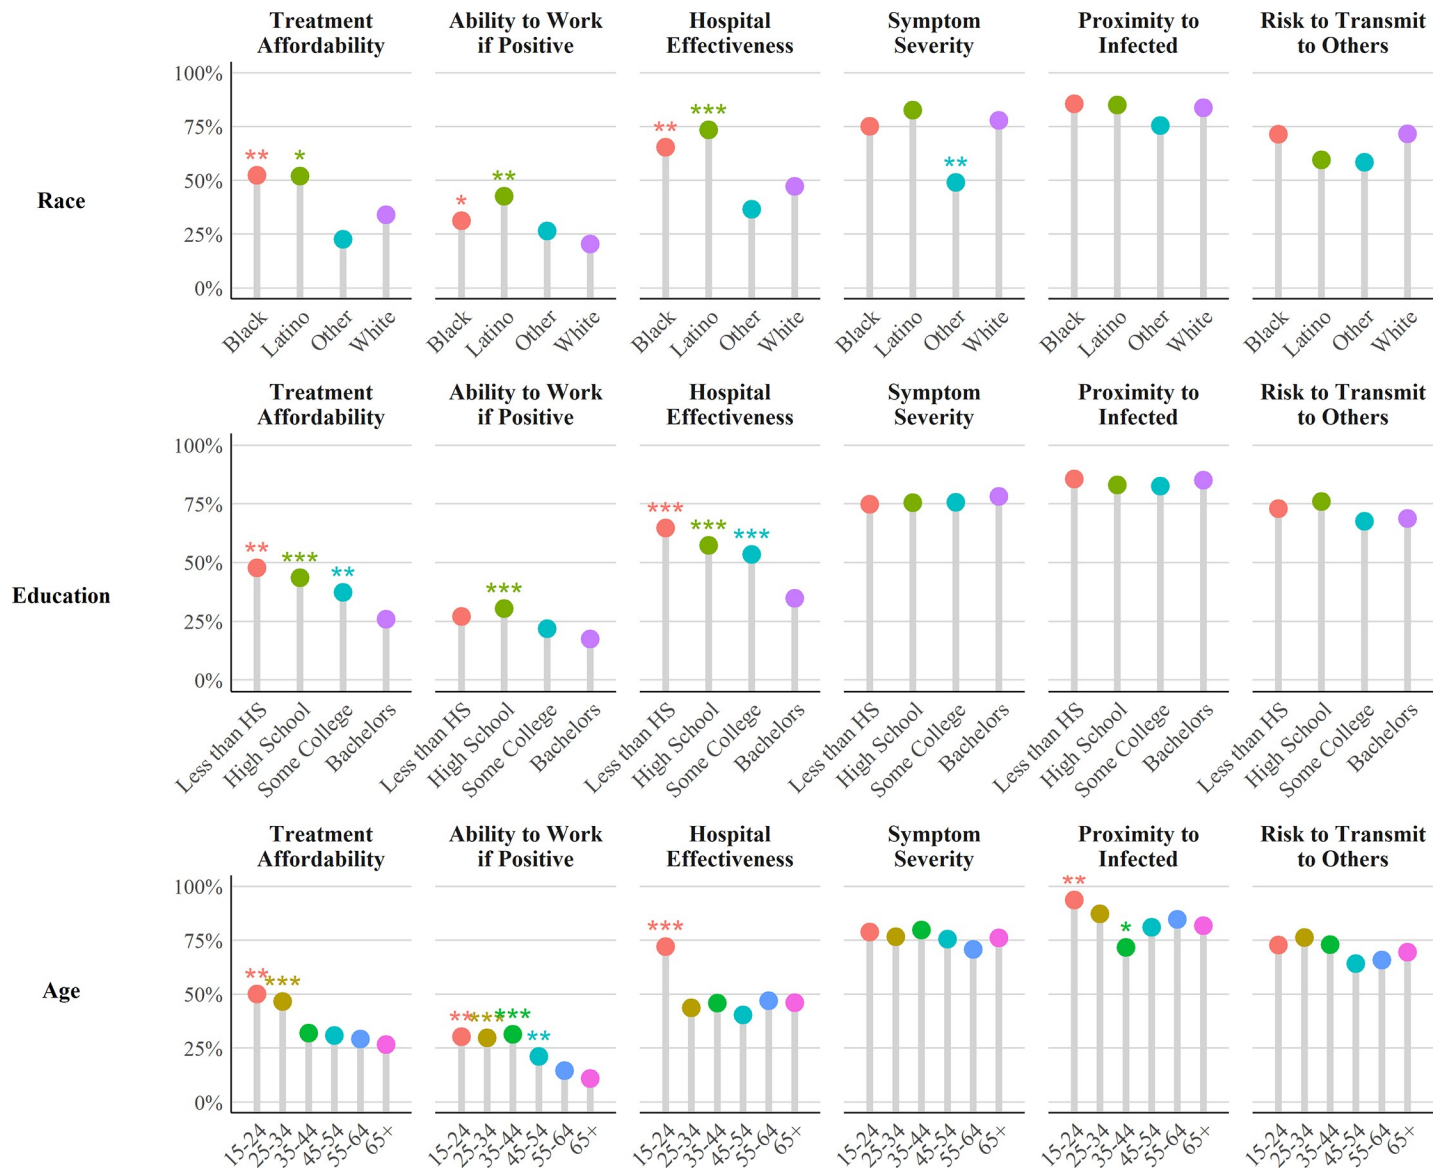 Treatment Affordability
Ability to Work if Positive
Hospital Effectiveness
Symptom Severity
Proximity to Infected
Risk to Transmit to Others
Race
100%
75%
50%
25%
0%
** *
* **
** ***
**
Black Latino Other White
Black Latino Other White
Black Latino Other White
Black Latino Other White
Black Latino Other White
Black Latino Other White
Treatment Affordability
Ability to Work if Positive
Hospital Effectiveness
Symptom Severity
Proximity to Infected
Risk to Transmit to Others
Education
100%
75%
50%
25%
0%
** *** **
***
*** *** ***
Less than HS High School Some College Bachelors
Less than HS High School Some College Bachelors
Less than HS High School Some College Bachelors
Less than HS High School Some College Bachelors
Less than HS High School Some College Bachelors
Less than HS High School Some College Bachelors
Treatment Affordability
Ability to Work if Positive
Hospital Effectiveness
Symptom Severity
Proximity to Infected
Risk to Transmit to Others
Age
100%
75%
50%
25%
0%
** ***
** *** *** **
***
** *
15-24 25-34 35-44 45-54 55-64 65+
15-24 25-34 35-44 45-54 55-64 65+
15-24 25-34 35-44 45-54 55-64 65+
15-24 25-34 35-44 45-54 55-64 65+
15-24 25-34 35-44 45-54 55-64 65+
15-24 25-34 35-44 45-54 55-64 65+